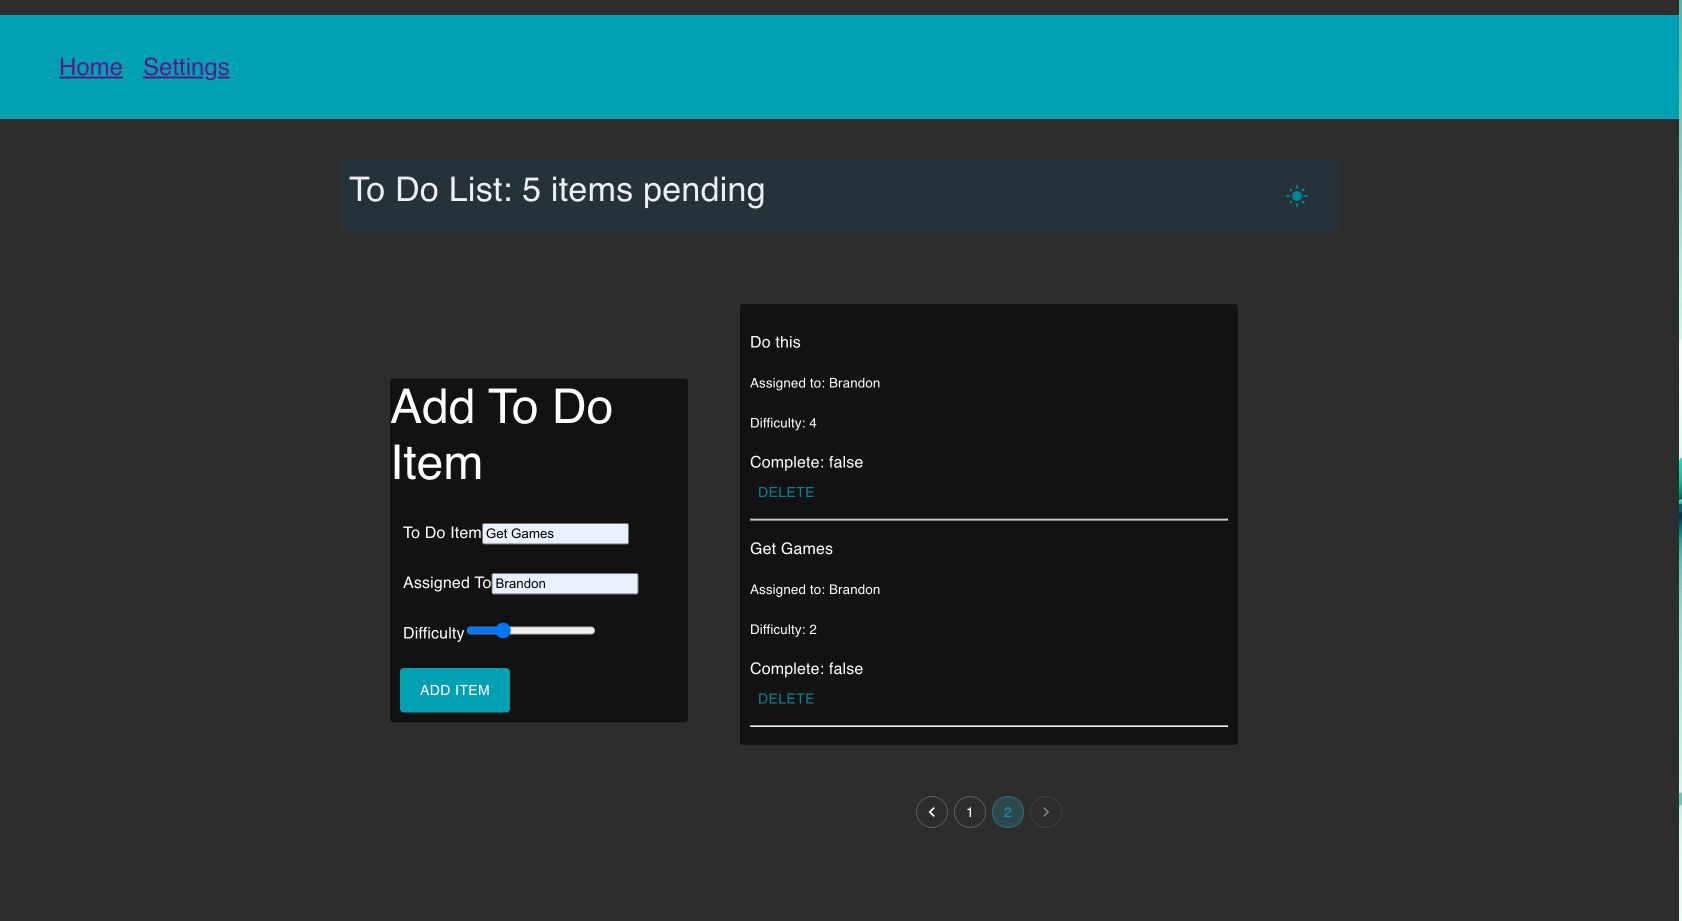 Home Settings
To Do List: 5 items pending
Add To Do
Item
To Do Item Get Games
Assigned To Brandon
Difficulty
ADD ITEM
Do this
Assigned to: Brandon
Difficulty: 4
Complete: false
DELETE
Get Games
Assigned to: Brandon
Difficulty: 2
Complete: false
DELETE
1 2